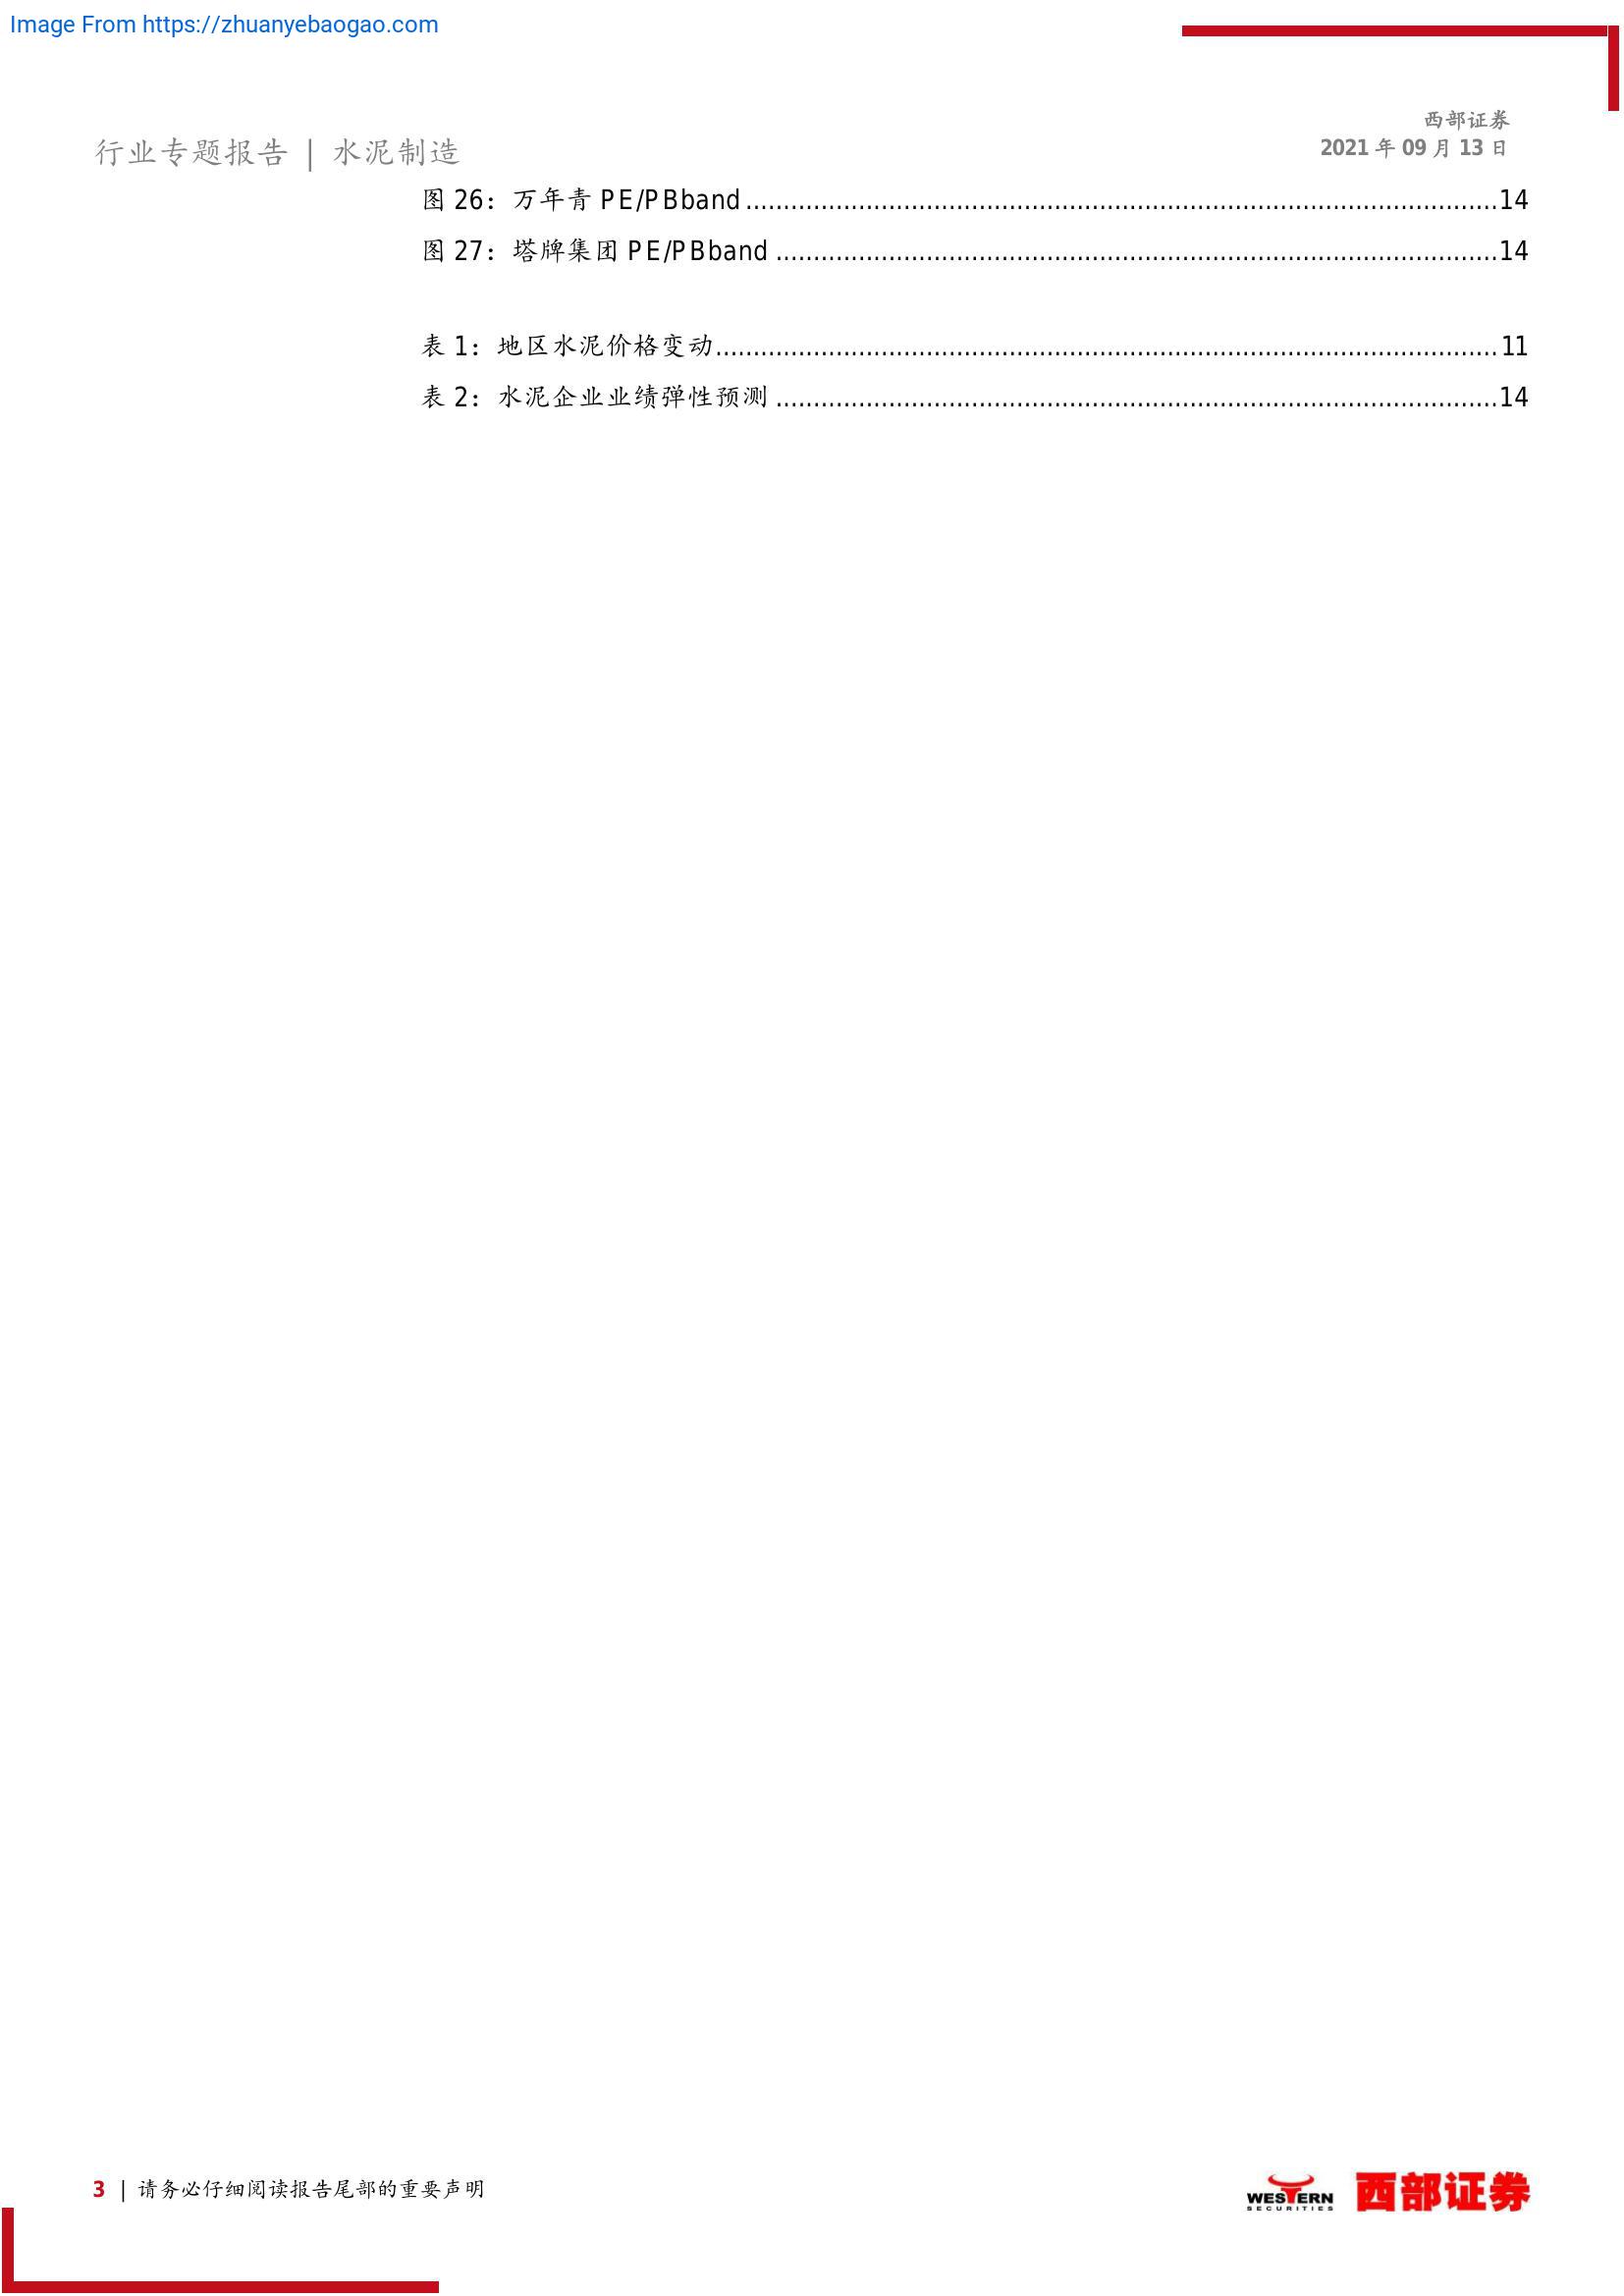 Image From https://zhuanyebaogao.com
西部证券
行业专题报告 | 水泥制造
2021 年 09 月 13 日
图 26：万年青 PE/PBband ........................................................................................................14
图 27：塔牌集团 PE/PBband ....................................................................................................14
表 1：地区水泥价格变动............................................................................................................11
表 2：水泥企业业绩弹性预测 ....................................................................................................14
3 | 请务必仔细阅读报告尾部的重要声明
WESTERN
SECURITIES
西部证券